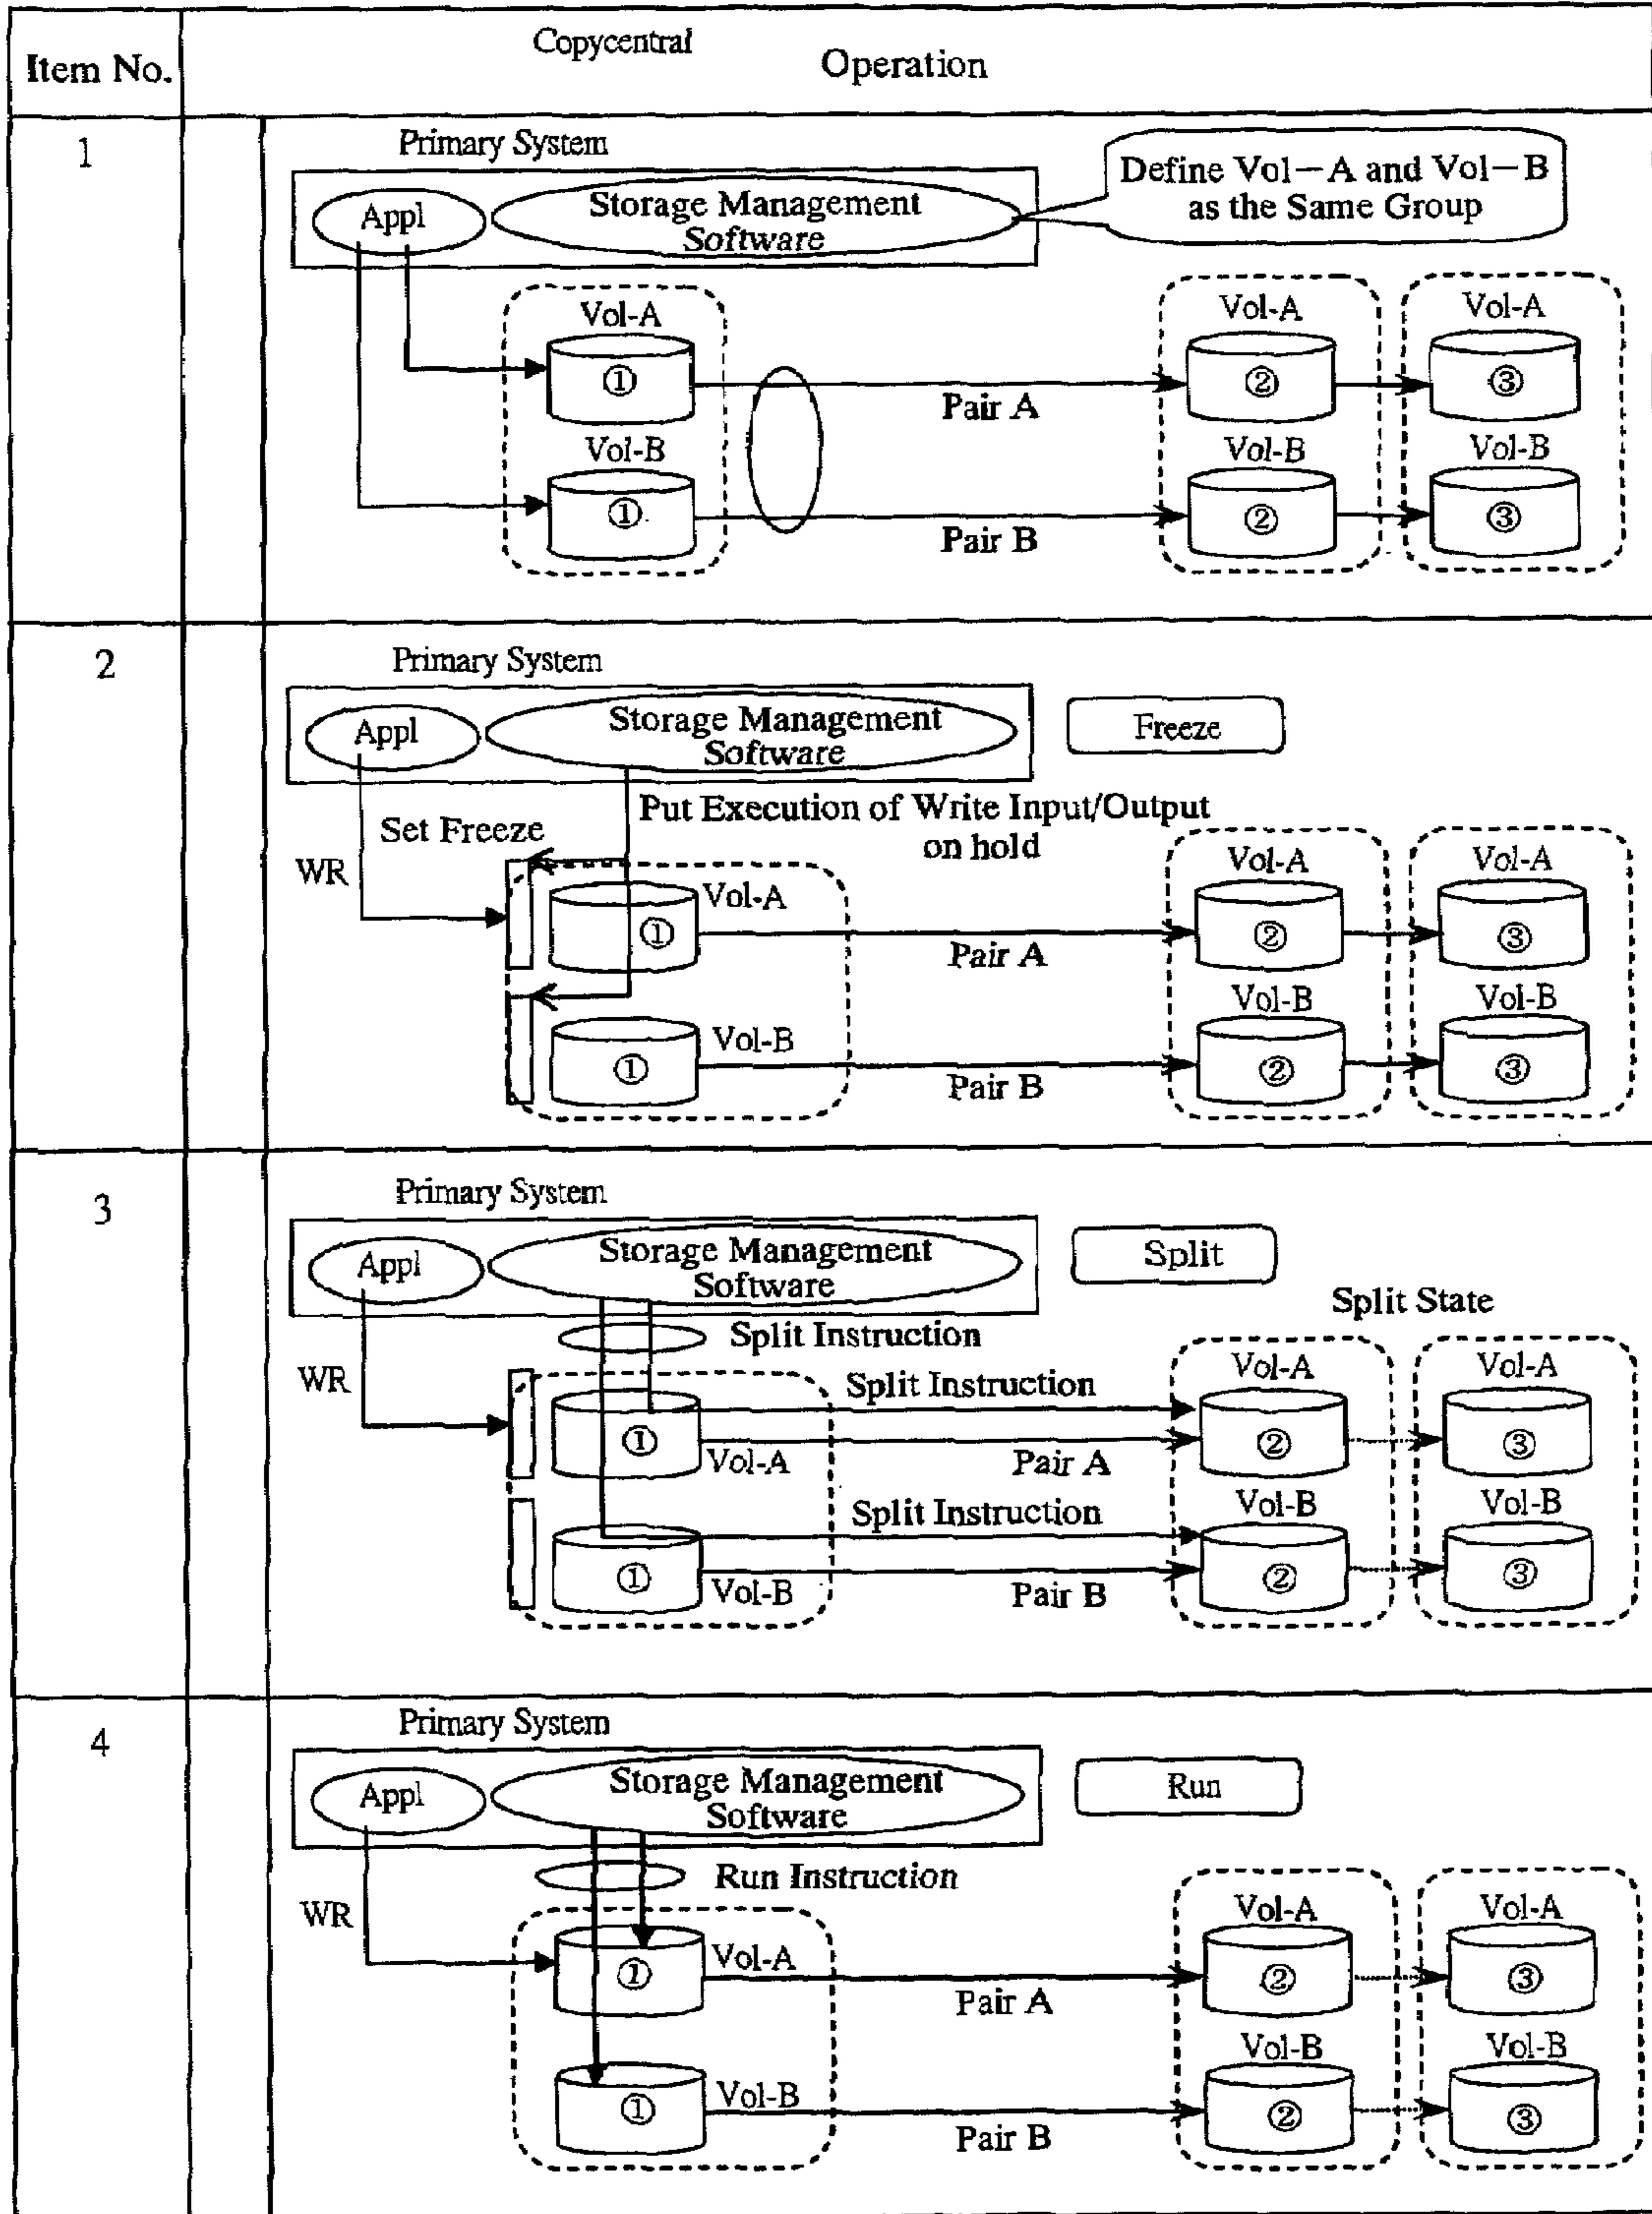 Item No.
Copycentral
Operation
1
Primary System
Appl
Storage Management
Software
Define Vol-A and Vol-B
as the Same Group
Vol-A
①
Vol-A
②
Vol-A
③
Pair A
Vol-B
①
Vol-B
②
Vol-B
③
Pair B
2
Primary System
Appl
Storage Management
Software
Freeze
Put Execution of Write Input/Output
on hold
Set Freeze
WR
Vol-A
①
Vol-A
②
Vol-A
③
Pair A
Vol-B
①
Vol-B
②
Vol-B
③
Pair B
3
Primary System
Appl
Storage Management
Software
Split
Split State
Split Instruction
WR
Split Instruction
①
Vol-A
Vol-A
②
Vol-A
③
Pair A
Split Instruction
①
Vol-B
Vol-B
②
Vol-B
③
Pair B
4
Primary System
Appl
Storage Management
Software
Run
Run Instruction
WR
①
Vol-A
Vol-A
②
Vol-A
③
Pair A
①
Vol-B
Vol-B
②
Vol-B
③
Pair B